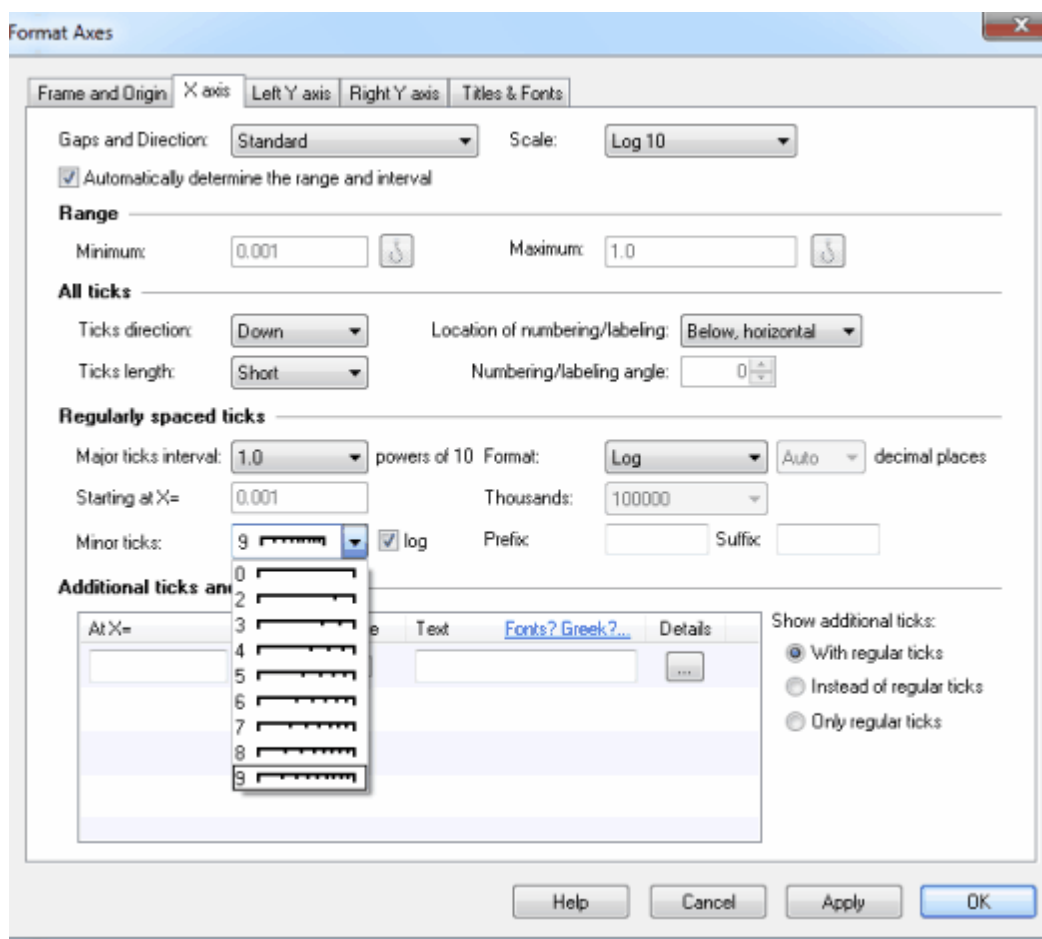 Format Axes
Frame and Origin X axis Left Y axis Right Y axis Titles & Fonts
Gaps and Direction: Standard Scale: Log 10
Automatically determine the range and interval
Range
Minimum: 0.001 Maximum: 1.0
All ticks
Ticks direction: Down Location of numbering/labeling: Below, horizontal
Ticks length: Short Numbering/labeling angle: 0
Regularly spaced ticks
Major ticks interval: 1.0 powers of 10 Format: Log Auto decimal places
Starting at X= 0.001 Thousands: 100000
Minor ticks: 9 log Prefix: Suffix:
0
Additional ticks an
2
At X= e Text Fonts? Greek?... Details
3
Show additional ticks:
4
With regular ticks
5
...
6
Instead of regular ticks
7
Only regular ticks
8
9
Help Cancel Apply OK